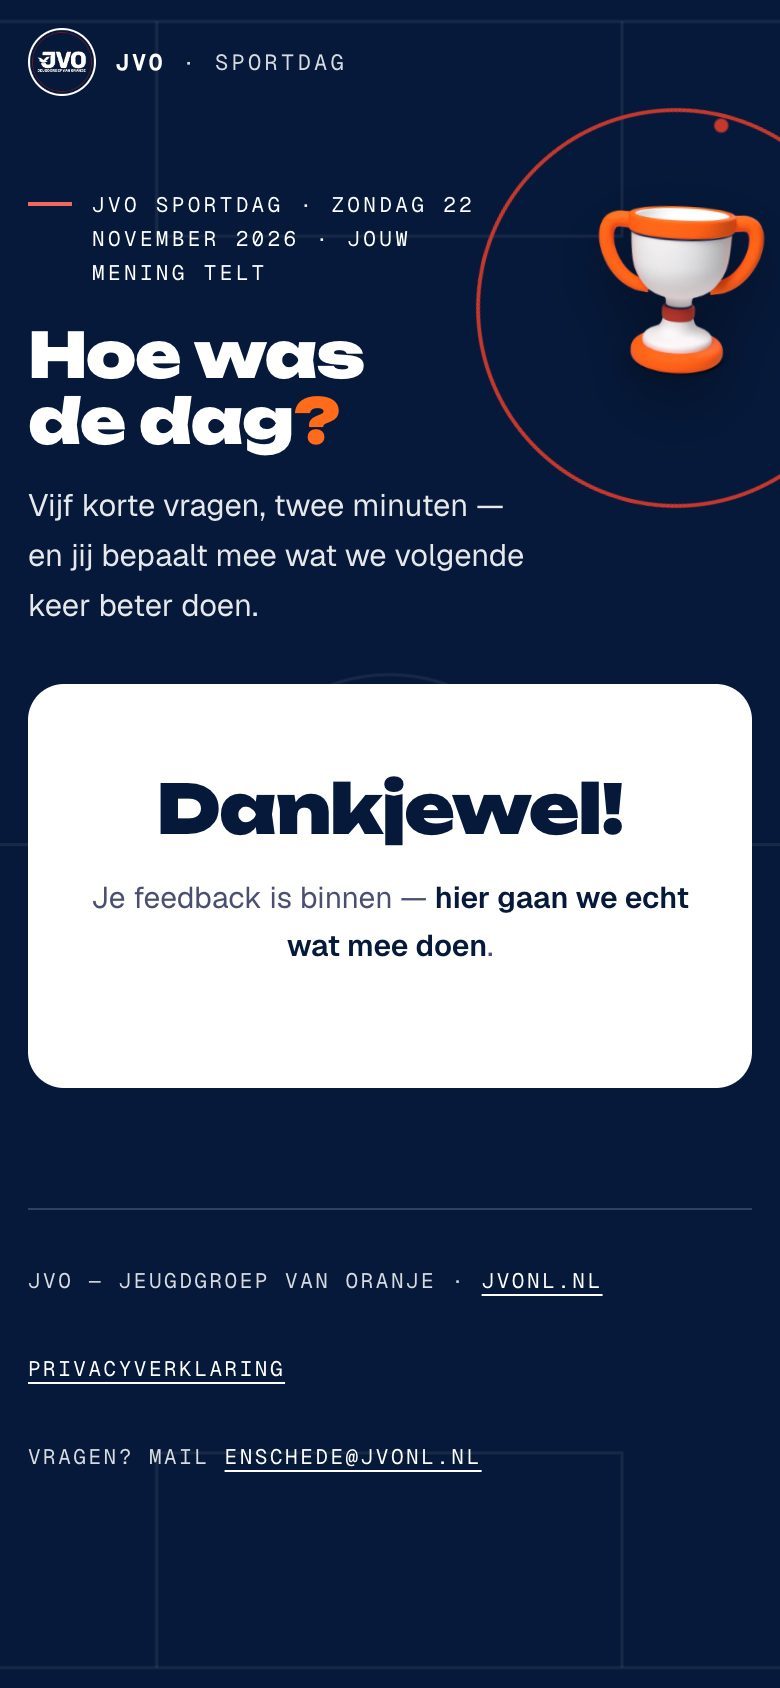 JVO
JVO · SPORTDAG
JVO SPORTDAG · ZONDAG 22
NOVEMBER 2026 · JOUW
MENING TELT
Hoe was
de dag?
Vijf korte vragen, twee minuten —
en jij bepaalt mee wat we volgende
keer beter doen.
Dankjewel!
Je feedback is binnen — hier gaan we echt
wat mee doen.
JVO — JEUGDGROEP VAN ORANJE · JVONL.NL
PRIVACYVERKLARING
VRAGEN? MAIL ENSCHEDE@JVONL.NL